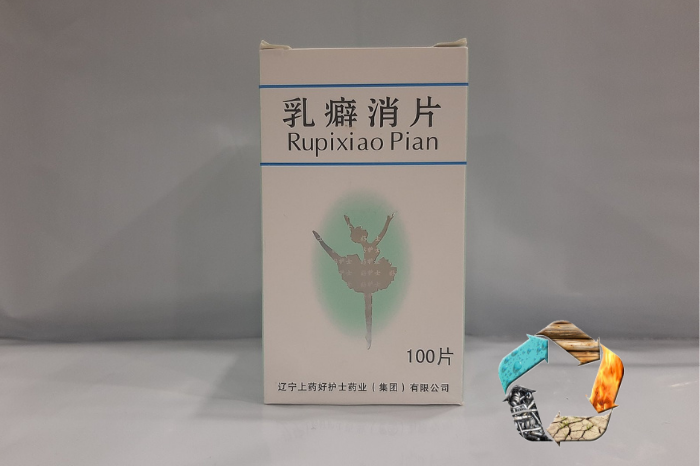 乳癖消片
Rupixiao Pian
100片
辽宁上药好护士药业（集团）有限公司